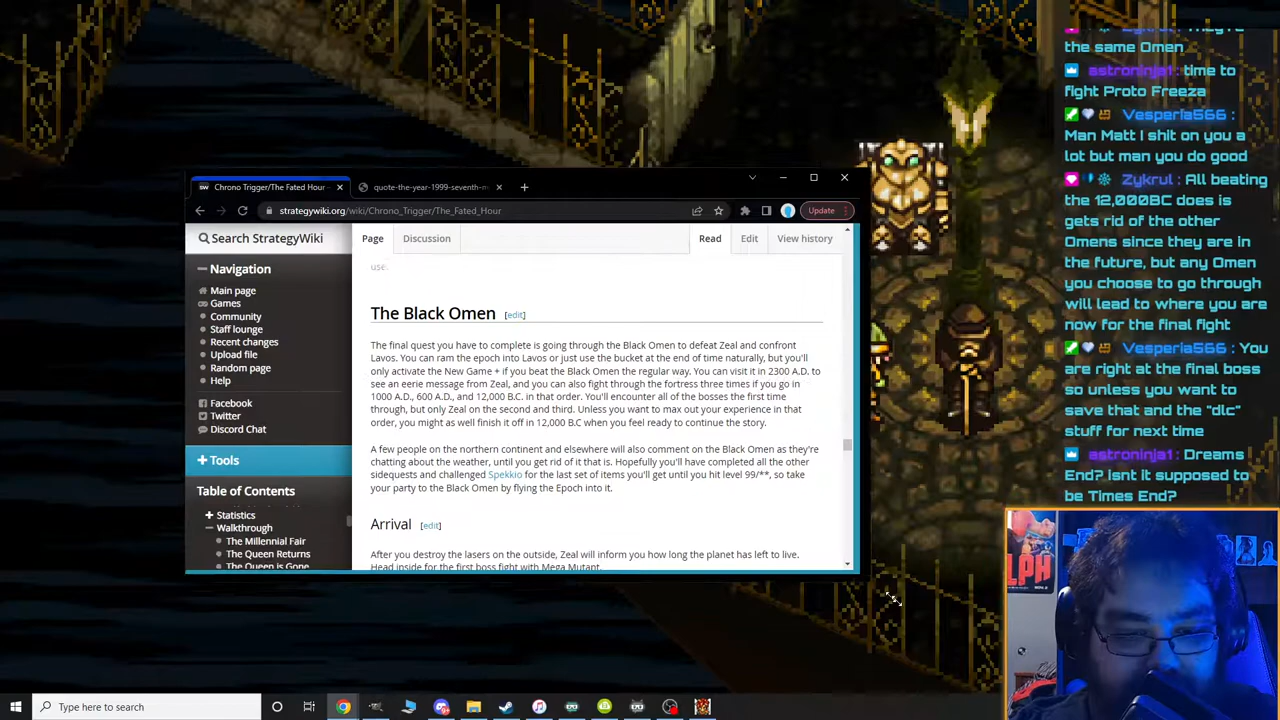 Chrono Trigger/The Fated Hour
quote-the-year-1999-seventh-m
strategywiki.org/wiki/Chrono_Trigger/The_Fated_Hour
Update
Search StrategyWiki
Page
Discussion
Read
Edit
View history
Navigation
Main page
Games
Community
Staff lounge
Recent changes
Upload file
Random page
Help
Facebook
Twitter
Discord Chat
Tools
Table of Contents
Statistics
Walkthrough
The Millennial Fair
The Queen Returns
The Queen is Gone
use.
The Black Omen [edit]
The final quest you have to complete is going through the Black Omen to defeat Zeal and confront
Lavos. You can ram the epoch into Lavos or just use the bucket at the end of time naturally, but you'll
only activate the New Game + if you beat the Black Omen the regular way. You can visit it in 2300 A.D. to
see an eerie message from Zeal, and you can also fight through the fortress three times if you go in
1000 A.D., 600 A.D., and 12,000 B.C. in that order. You'll encounter all of the bosses the first time
through, but only Zeal on the second and third. Unless you want to max out your experience in that
order, you might as well finish it off in 12,000 B.C when you feel ready to continue the story.
A few people on the northern continent and elsewhere will also comment on the Black Omen as they're
chatting about the weather, until you get rid of it that is. Hopefully you'll have completed all the other
sidequests and challenged Spekkio for the last set of items you'll get until you hit level 99/**, so take
your party to the Black Omen by flying the Epoch into it.
Arrival [edit]
After you destroy the lasers on the outside, Zeal will inform you how long the planet has left to live.
Head inside for the first boss fight with Mega Mutant.
Zykrul: They're
the same Omen
astroninja1: time to
fight Proto Freeza
Vesperia566:
Man Matt I shit on you a
lot but man you do good
Zykrul: All beating
the 12,000BC does is
gets rid of the other
Omens since they are in
the future, but any Omen
you choose to go through
will lead to where you are
now for the final fight
Vesperia566: You
are right at the final boss
so unless you want to
save that and the "dlc"
stuff for next time
astroninja1: Dreams
End? Isnt it supposed to
be Times End?
LPH
Type here to search